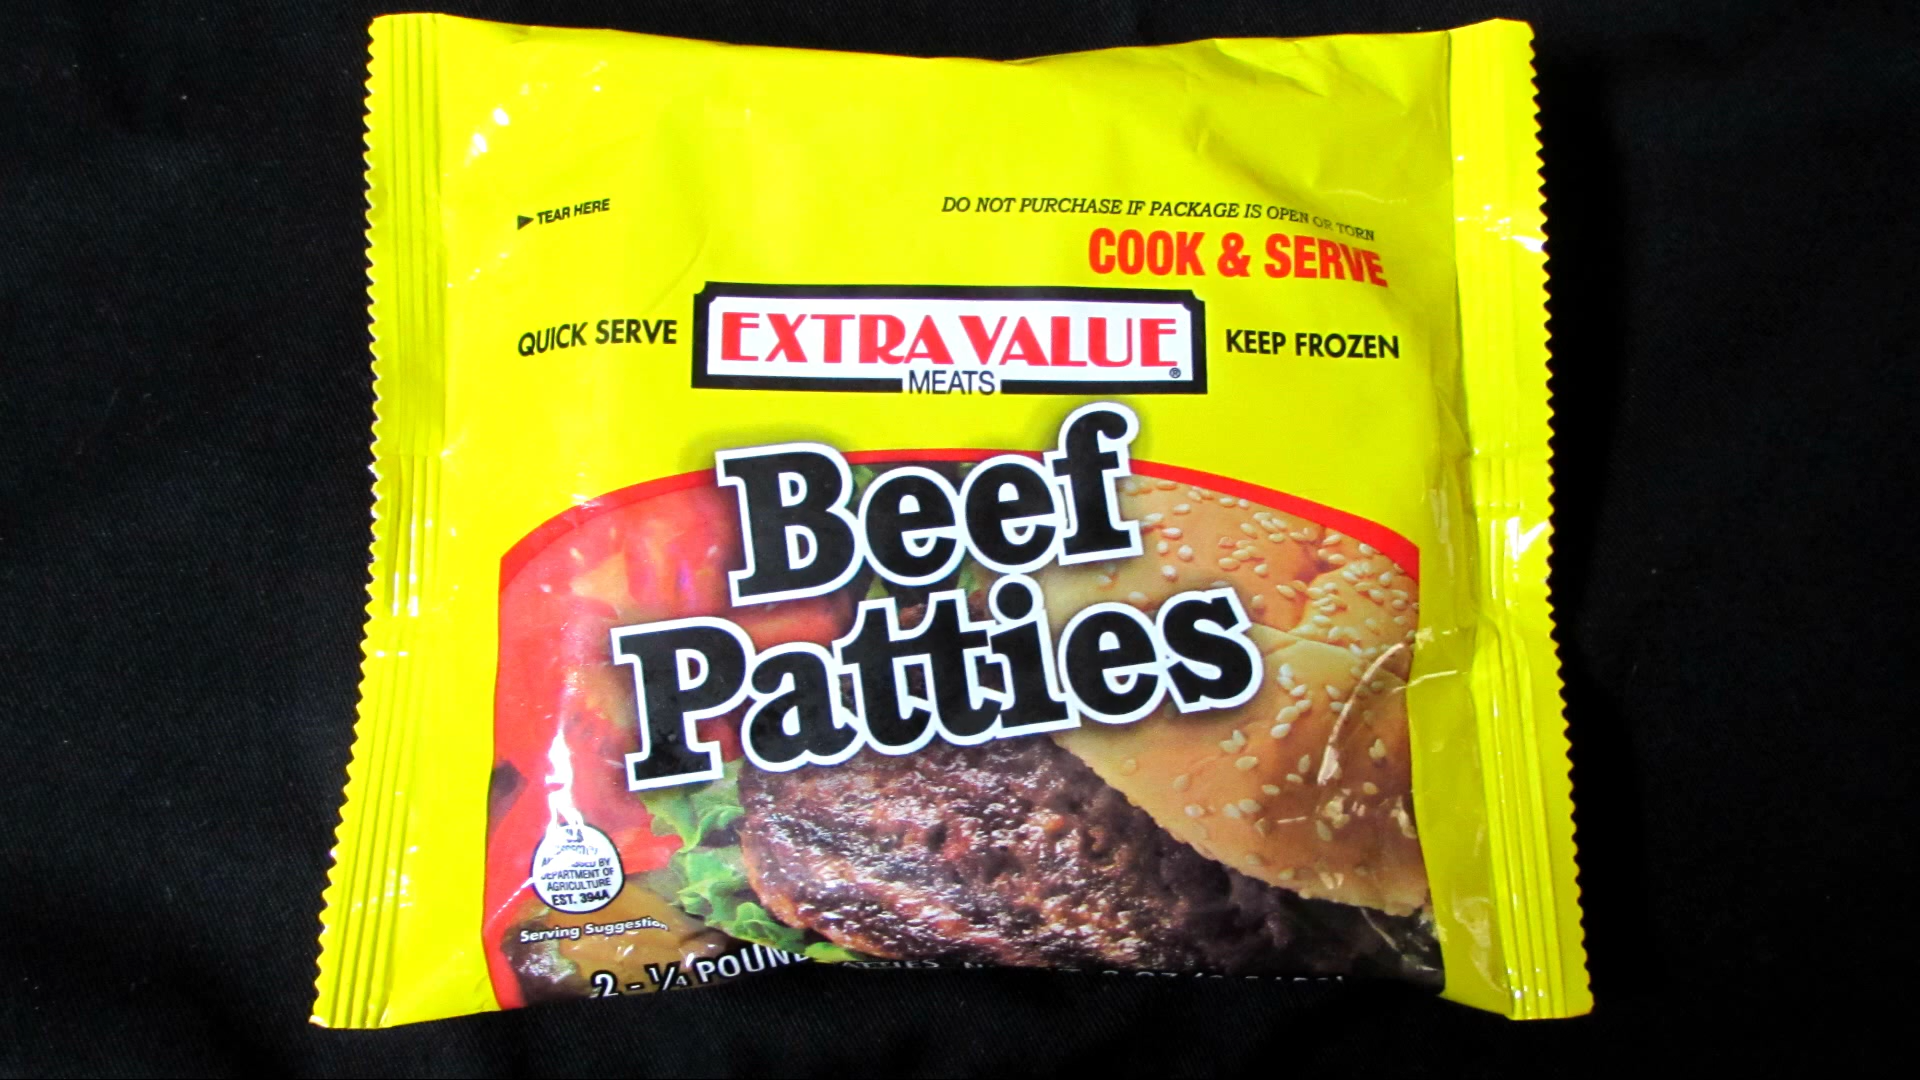 TEAR HERE
DO NOT PURCHASE IF PACKAGE IS OPEN OR TORN
COOK & SERVE
QUICK SERVE
EXTRA VALUE®
MEATS
KEEP FROZEN
Beef
Patties
BY
DEPARTMENT OF
AGRICULTURE
EST. 394A
Serving Suggestion
2 - 1/4 POUND